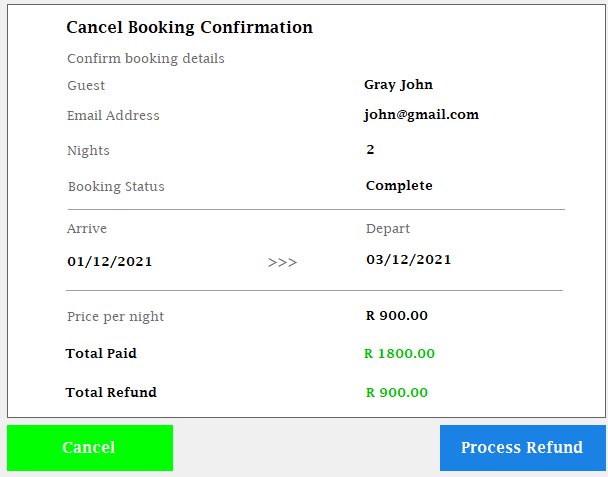 Cancel Booking Confirmation
Confirm booking details
Guest Gray John
Email Address john@gmail.com
Nights 2
Booking Status Complete
Arrive Depart
01/12/2021 >>> 03/12/2021
Price per night R 900.00
Total Paid R 1800.00
Total Refund R 900.00
Cancel Process Refund